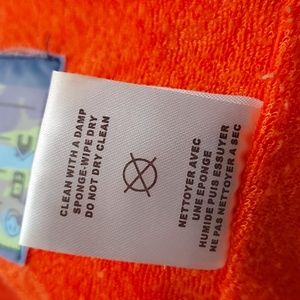 CLEAN WITH A DAMP
SPONGE-WIPE DRY
DO NOT DRY CLEAN
NETTOYER AVEC
UNE EPONGE
HUMIDE PUIS ESSUYER
NE PAS NETTOYER A SEC